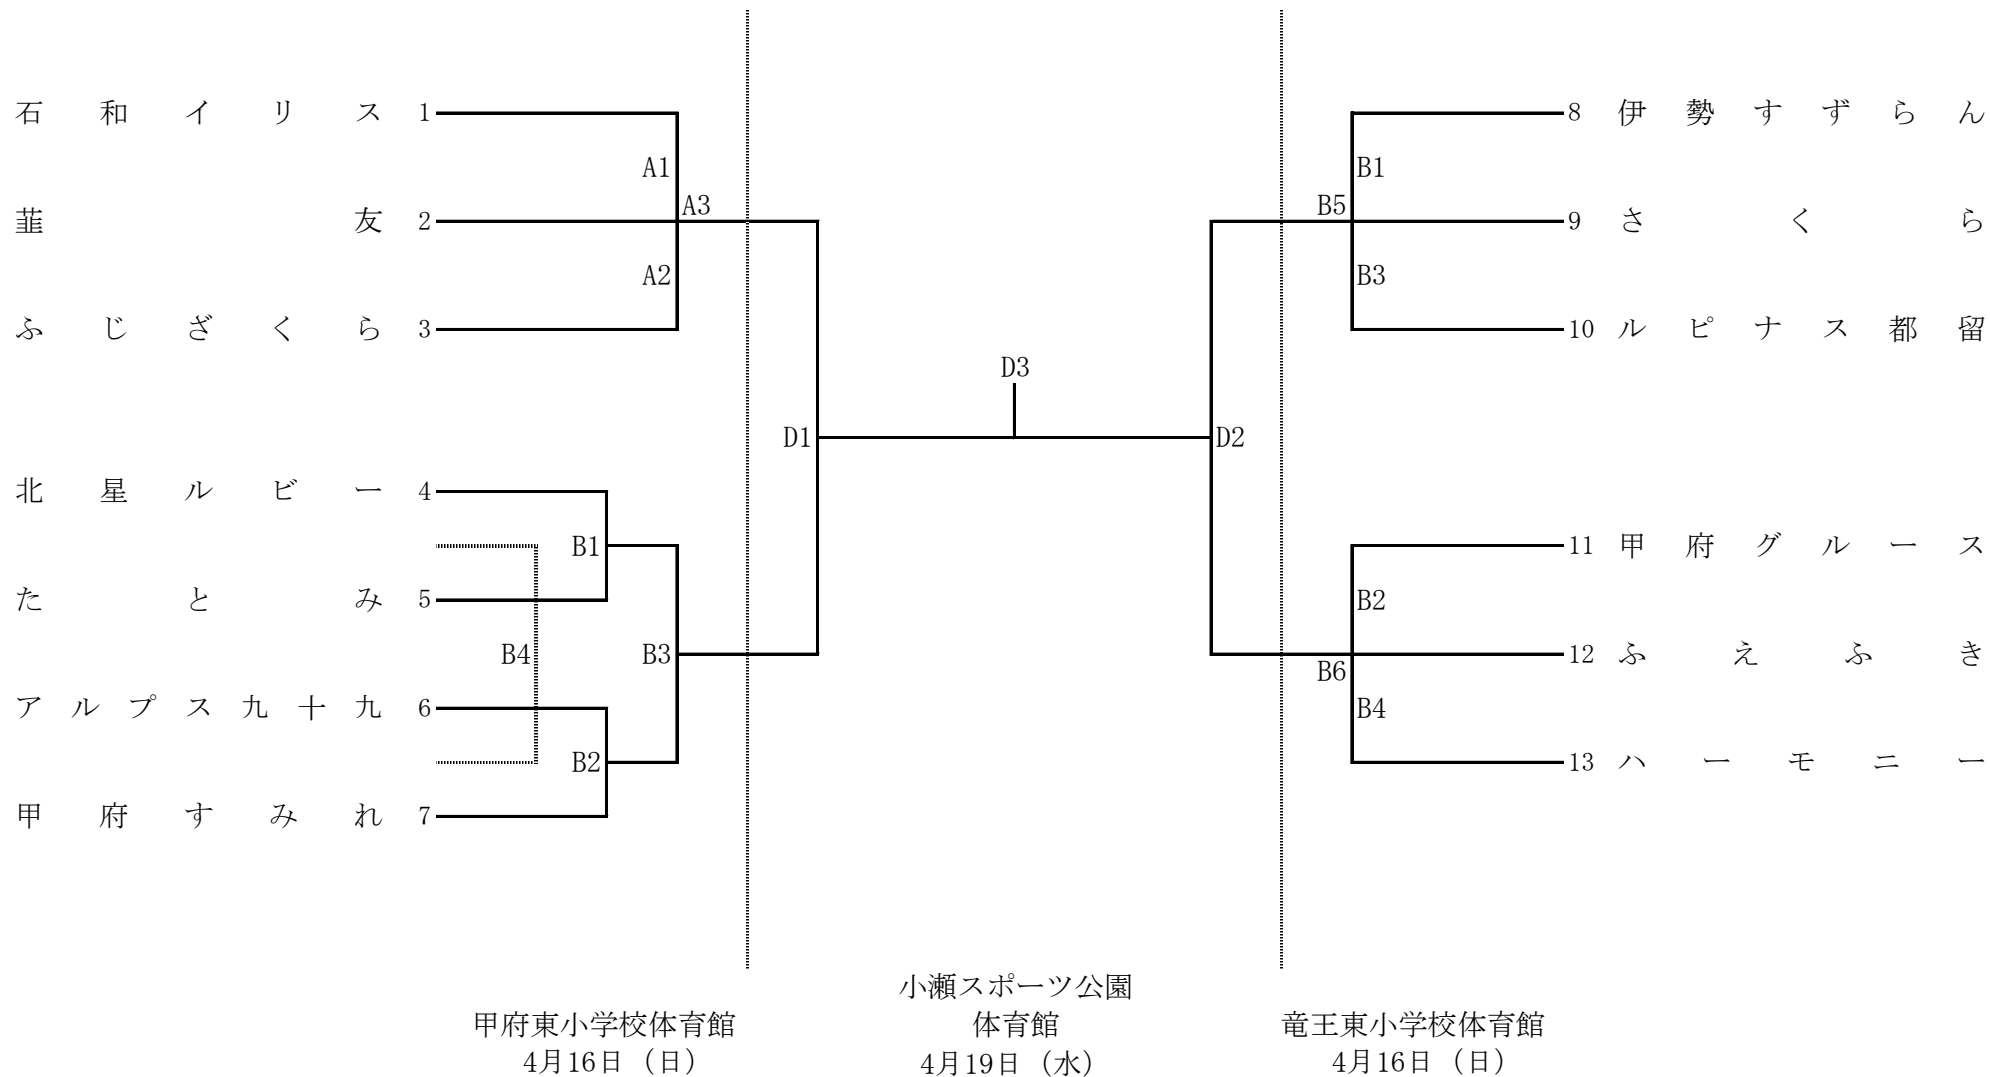 石和イリス 1
A1
韮友 2
A3
A2
ふじざくら 3
北星ルビー 4
B1
たとみ 5
B4
B3
アルプス九十九 6
B2
甲府すみれ 7
D1
D3
D2
8 伊勢すずらん
B1
B5
9 さくら
B3
10 ルピナス都留
11 甲府グルース
B2
12 ふえふき
B6
B4
13 ハーモニー
甲府東小学校体育館
4月16日（日）
小瀬スポーツ公園
体育館
4月19日（水）
竜王東小学校体育館
4月16日（日）